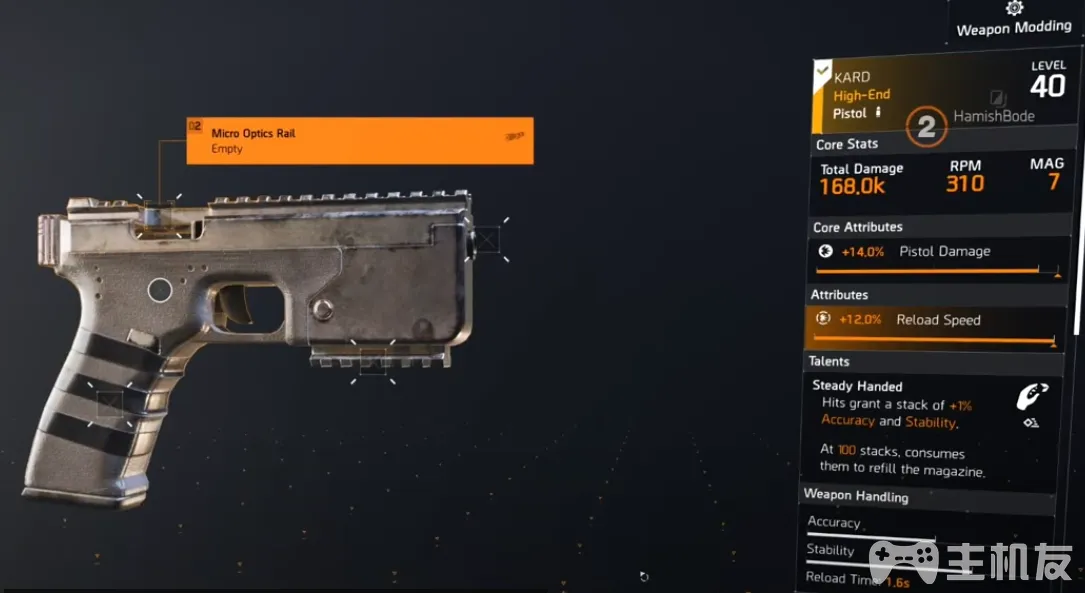 Weapon Modding
02
Micro Optics Rail
Empty
KARD
High-End
Pistol
LEVEL
40
2
HamishBode
Core Stats
Total Damage
168.0k
RPM
310
MAG
7
Core Attributes
+14.0% Pistol Damage
Attributes
+12.0% Reload Speed
Talents
Steady Handed
Hits grant a stack of +1%
Accuracy and Stability.
At 100 stacks, consumes
them to refill the magazine.
Weapon Handling
Accuracy
Stability
Reload Time 1.6s
主机友